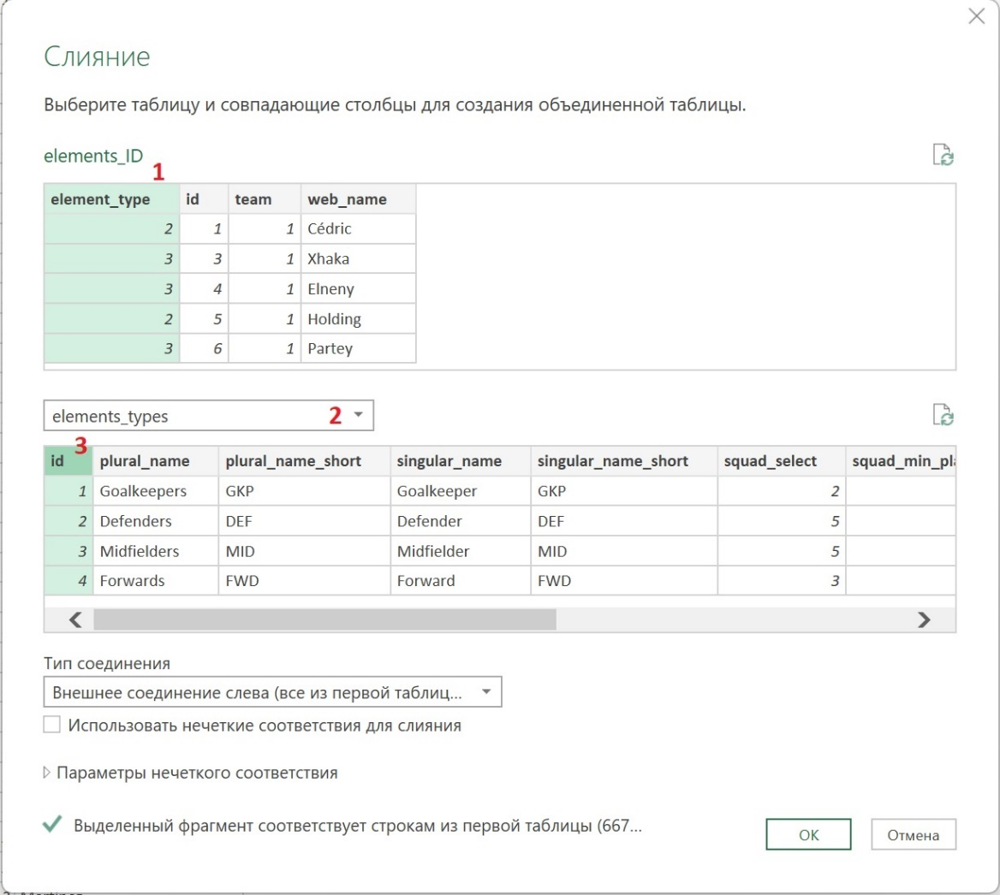 Слияние
Выберите таблицу и совпадающие столбцы для создания объединенной таблицы.
elements_ID
1
element_type id team web_name
2 1 1 Cédric
3 3 1 Xhaka
3 4 1 Elneny
2 5 1 Holding
3 6 1 Partey
elements_types 2
3
id plural_name plural_name_short singular_name singular_name_short squad_select squad_min_pl
1 Goalkeepers GKP Goalkeeper GKP 2
2 Defenders DEF Defender DEF 5
3 Midfielders MID Midfielder MID 5
4 Forwards FWD Forward FWD 3
Тип соединения
Внешнее соединение слева (все из первой таблиц...
Использовать нечеткие соответствия для слияния
Параметры нечеткого соответствия
Выделенный фрагмент соответствует строкам из первой таблицы (667...
ОК Отмена